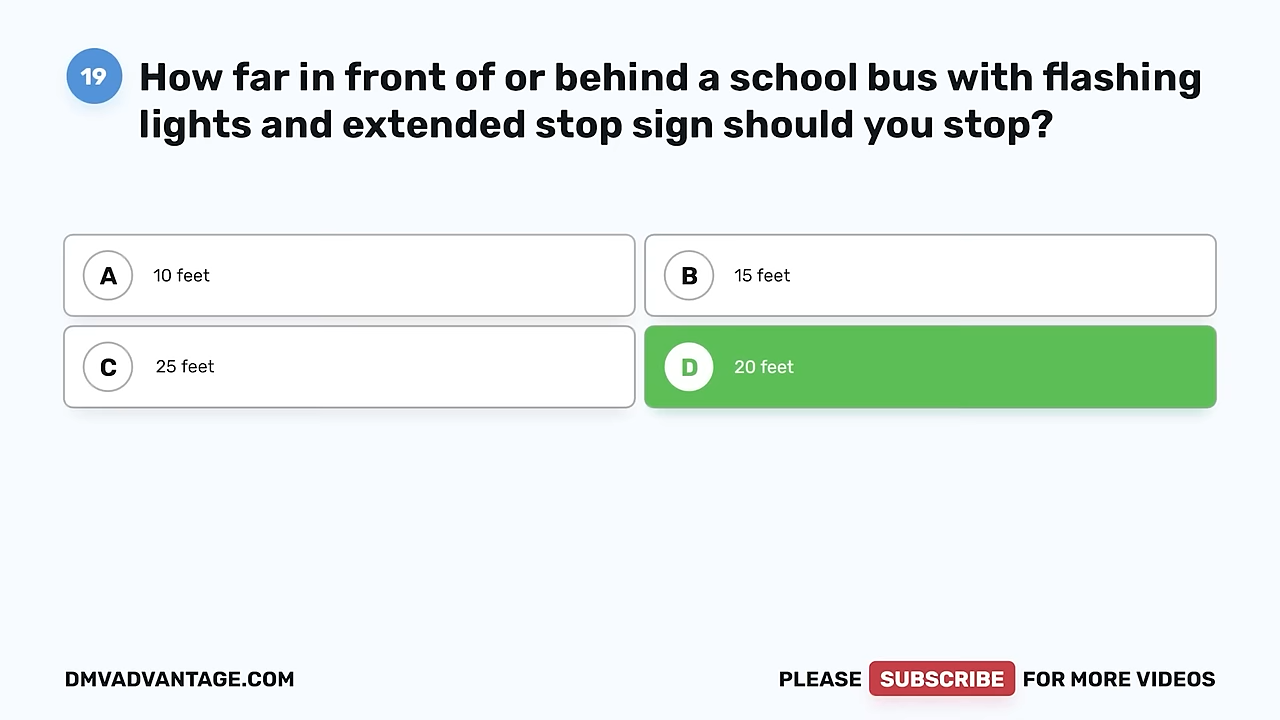 19
How far in front of or behind a school bus with flashing
lights and extended stop sign should you stop?
A 10 feet
B 15 feet
C 25 feet
D 20 feet
DMVADVANTAGE.COM
PLEASE SUBSCRIBE FOR MORE VIDEOS